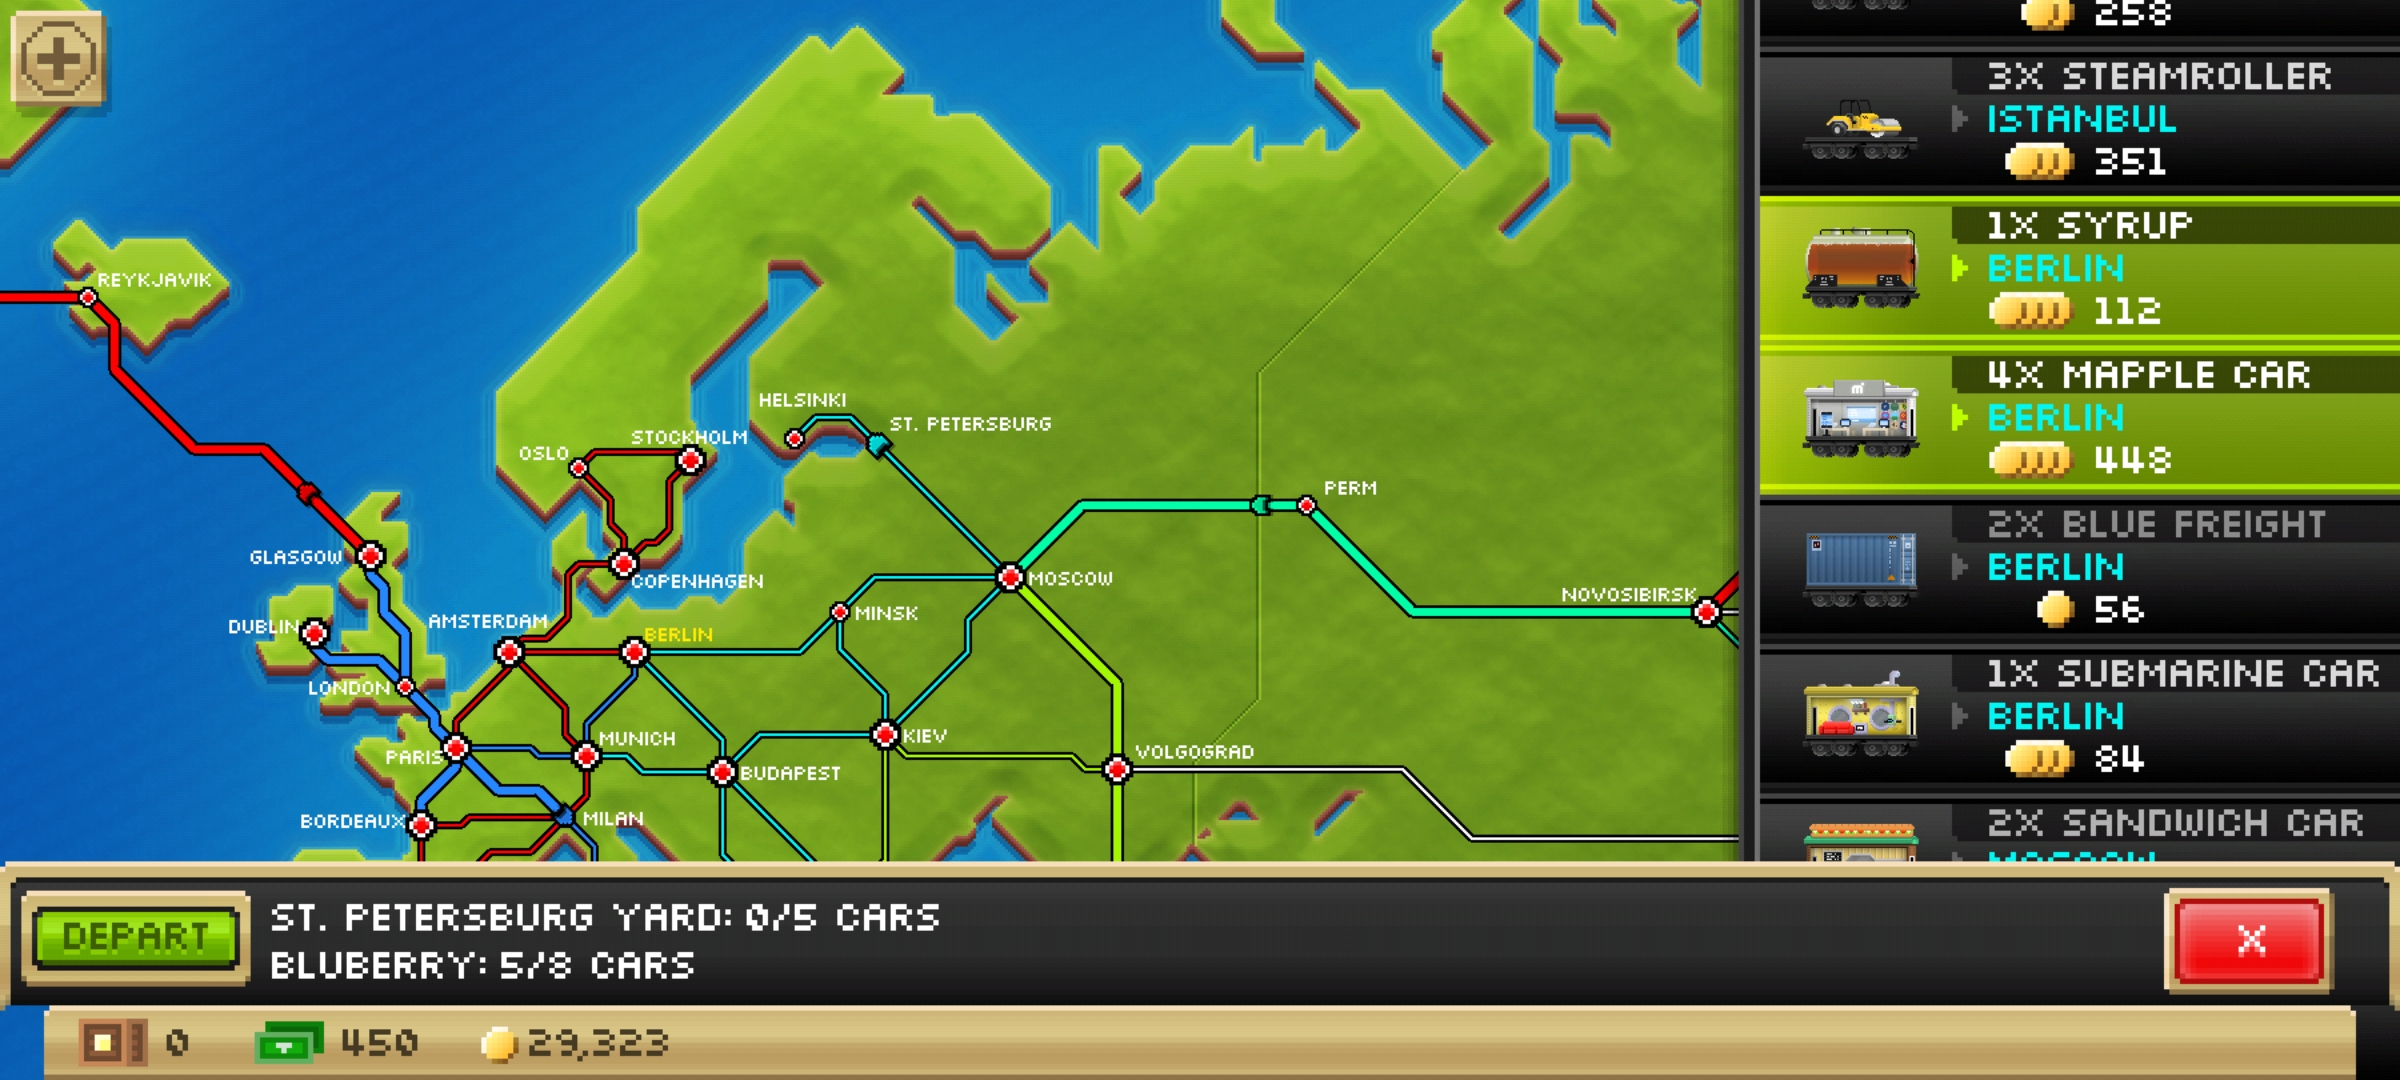 258
3X STEAMROLLER
ISTANBUL
351
1X SYRUP
BERLIN
112
4X MAPPLE CAR
BERLIN
448
2X BLUE FREIGHT
BERLIN
56
1X SUBMARINE CAR
BERLIN
84
2X SANDWICH CAR
MOSCOW
REYKJAVIK
HELSINKI
ST. PETERSBURG
STOCKHOLM
OSLO
PERM
GLASGOW
COPENHAGEN
MOSCOW
NOVOSIBIRSK
DUBLIN
AMSTERDAM
MINSK
BERLIN
LONDON
MUNICH
KIEV
PARIS
VOLGOGRAD
BUDAPEST
BORDEAUX
MILAN
DEPART
ST. PETERSBURG YARD: 0/5 CARS
BLUBERRY: 5/8 CARS
X
0
450
29,323